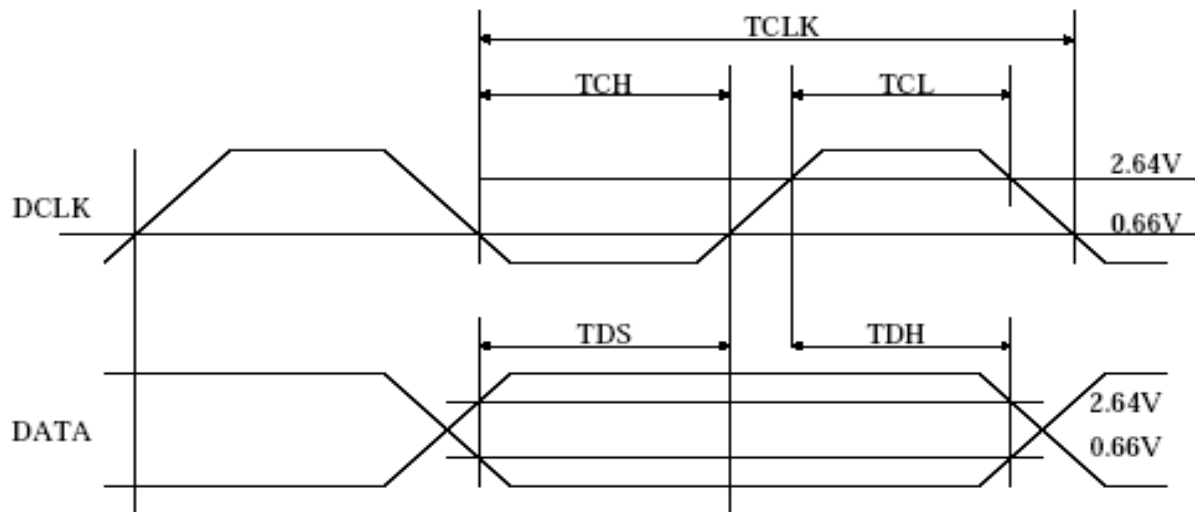 TCLK
TCH TCL
2.64V
DCLK
0.66V
TDS TDH
2.64V
DATA
0.66V